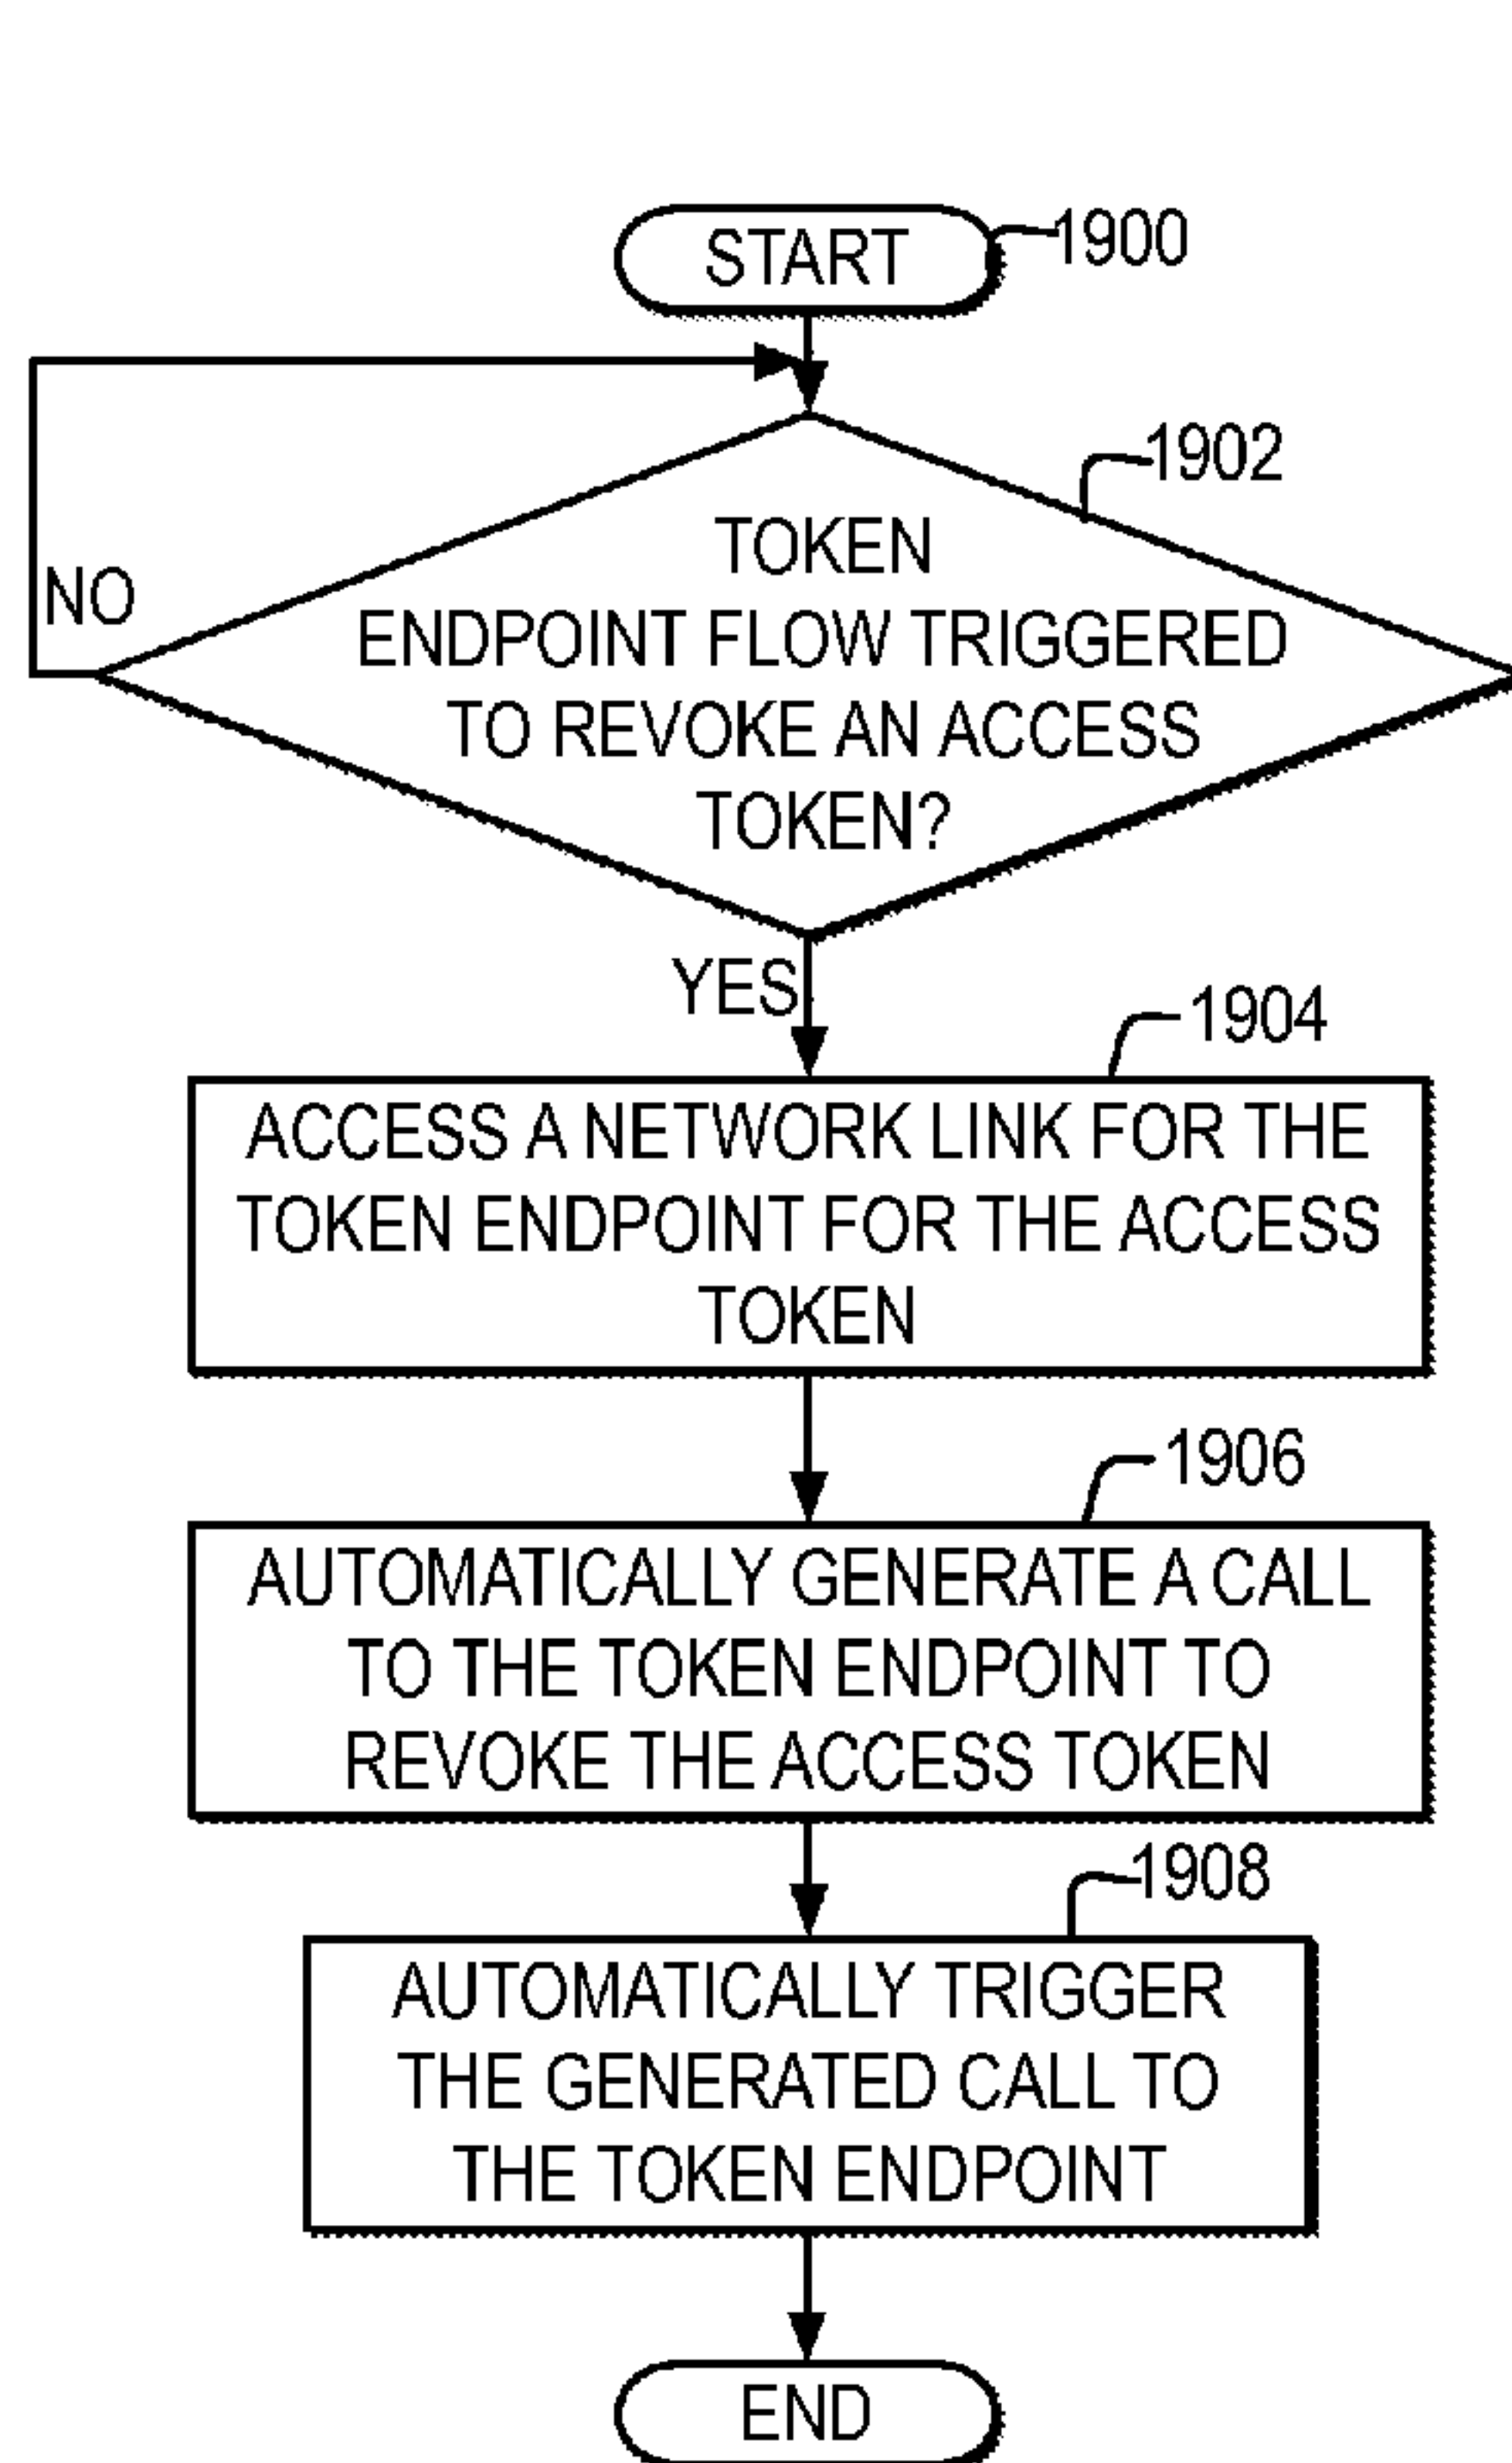 START
1900
1902
TOKEN
ENDPOINT FLOW TRIGGERED
TO REVOKE AN ACCESS
TOKEN?
NO
YES
1904
ACCESS A NETWORK LINK FOR THE
TOKEN ENDPOINT FOR THE ACCESS
TOKEN
1906
AUTOMATICALLY GENERATE A CALL
TO THE TOKEN ENDPOINT TO
REVOKE THE ACCESS TOKEN
1908
AUTOMATICALLY TRIGGER
THE GENERATED CALL TO
THE TOKEN ENDPOINT
END